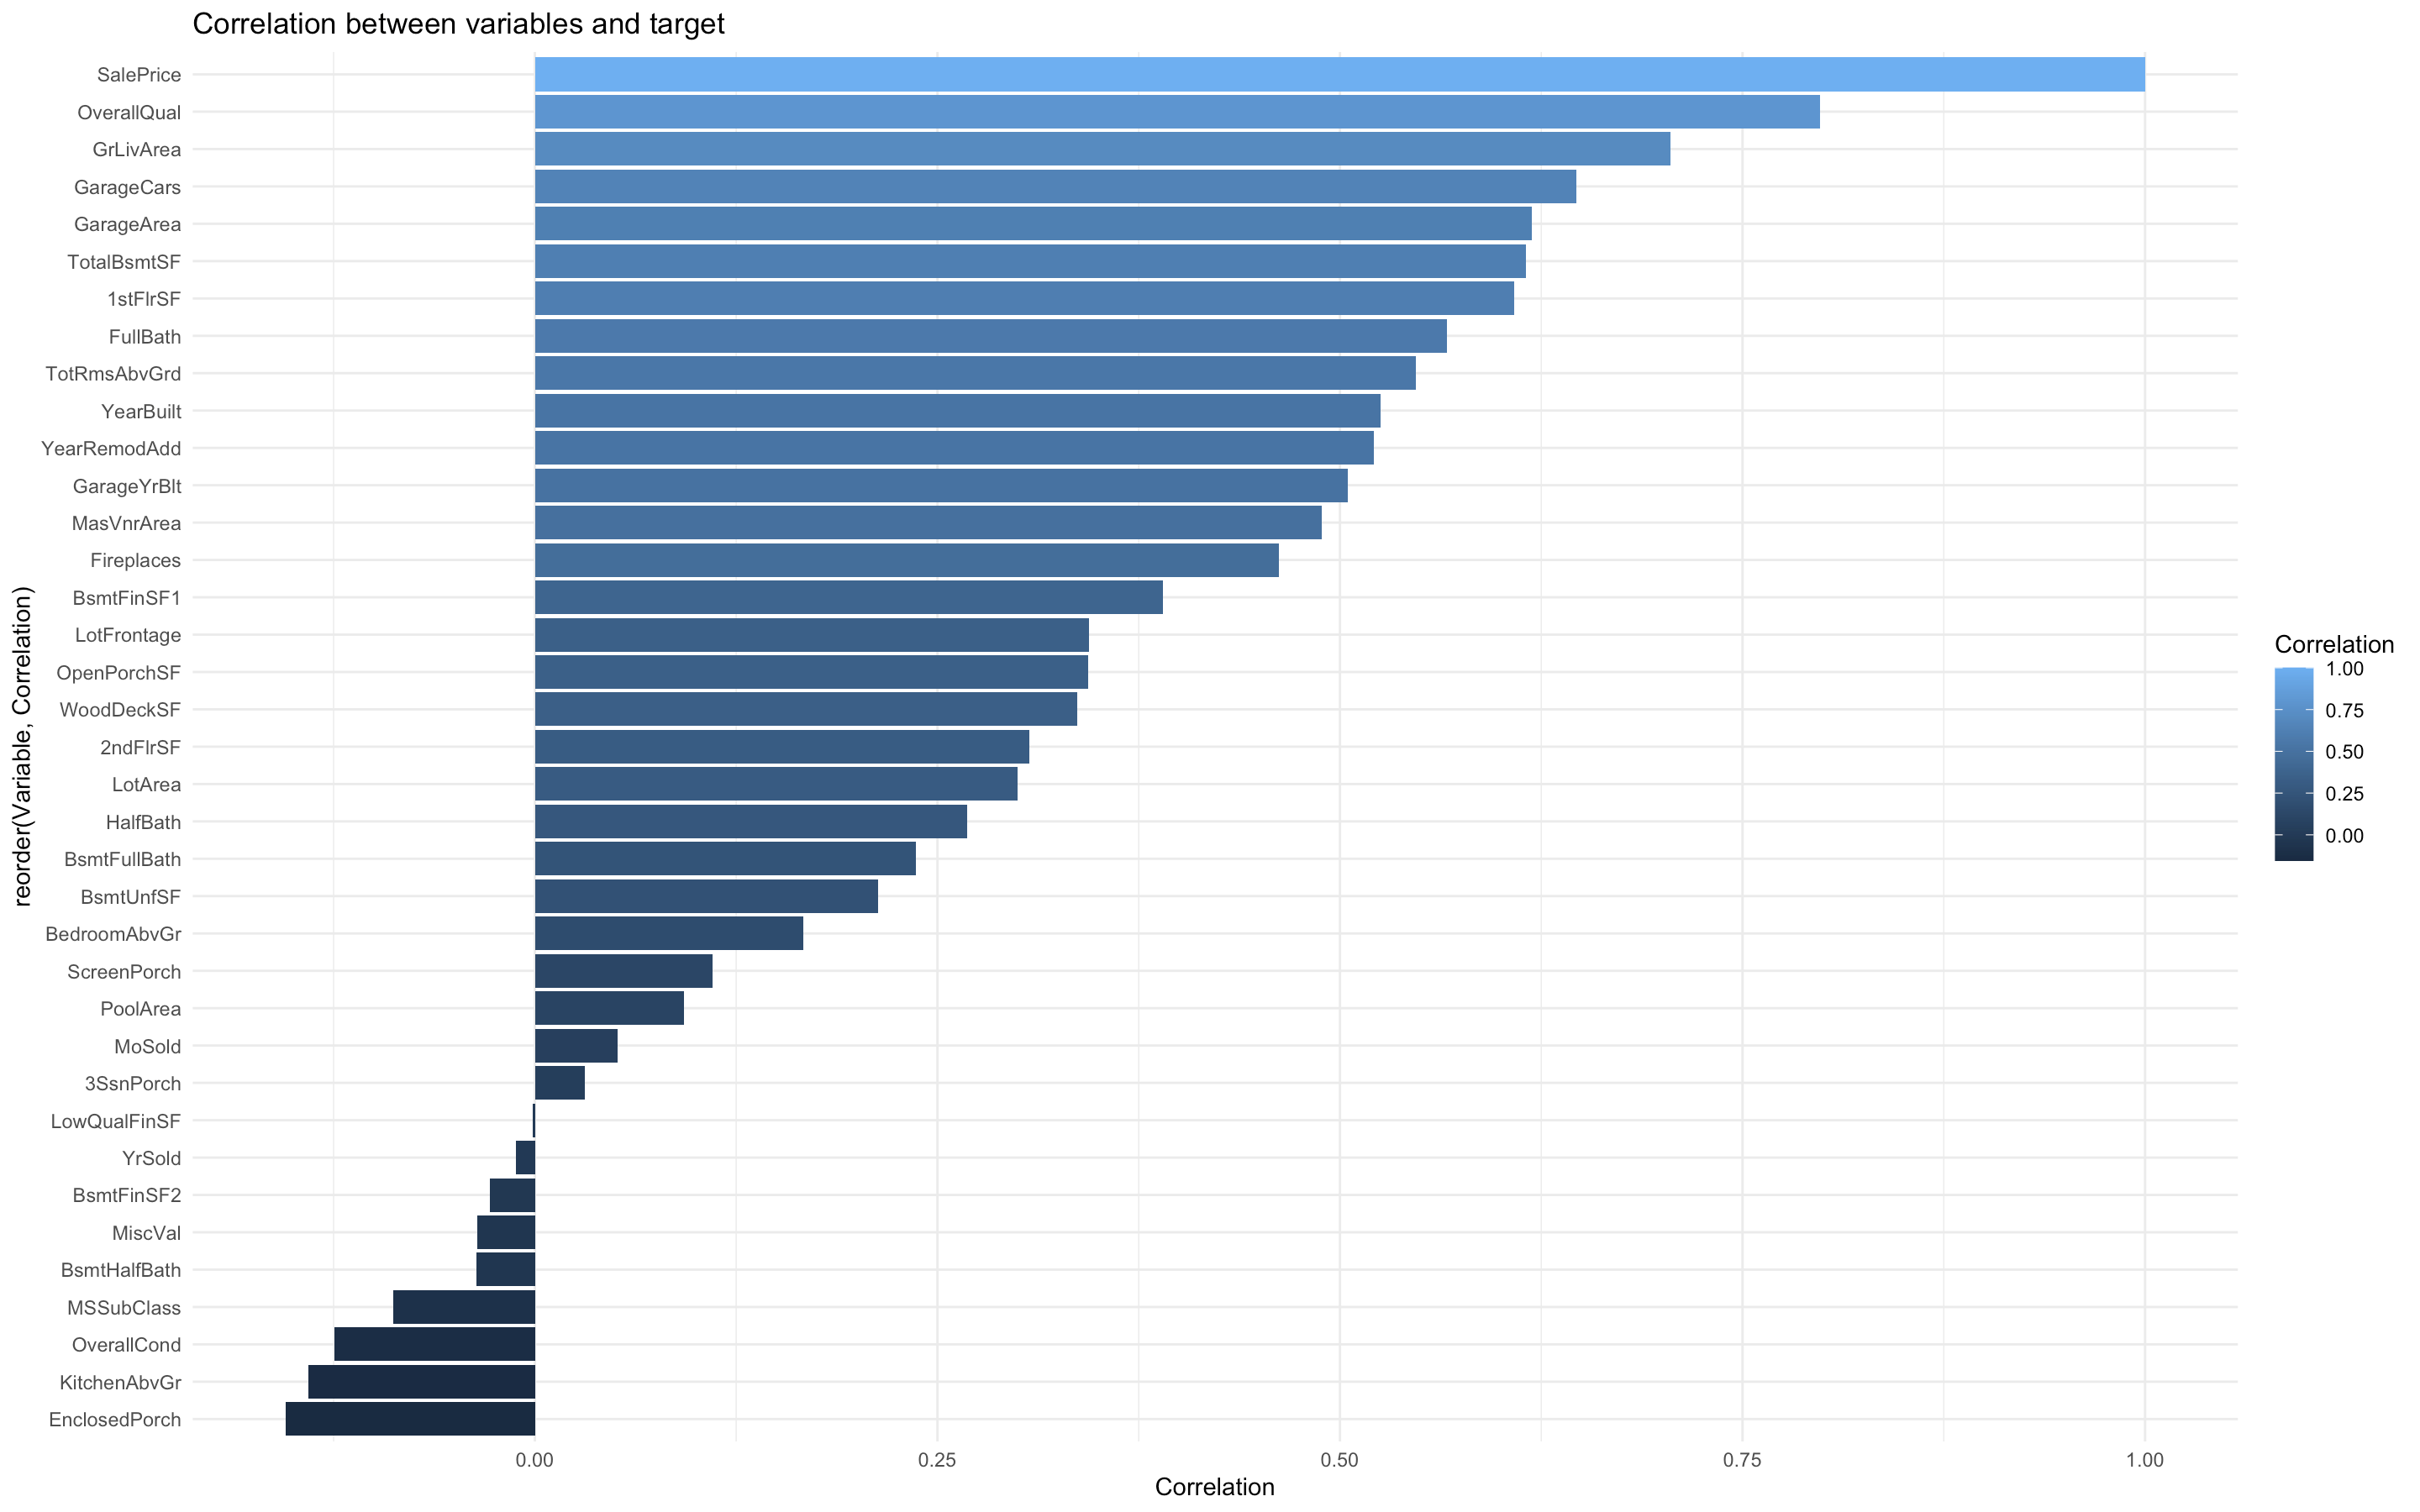 Correlation between variables and target
SalePrice
OverallQual
GrLivArea
GarageCars
GarageArea
TotalBsmtSF
1stFlrSF
FullBath
TotRmsAbvGrd
YearBuilt
YearRemodAdd
GarageYrBlt
MasVnrArea
Fireplaces
BsmtFinSF1
LotFrontage
OpenPorchSF
WoodDeckSF
2ndFlrSF
LotArea
HalfBath
BsmtFullBath
BsmtUnfSF
BedroomAbvGr
ScreenPorch
PoolArea
MoSold
3SsnPorch
LowQualFinSF
YrSold
BsmtFinSF2
MiscVal
BsmtHalfBath
MSSubClass
OverallCond
KitchenAbvGr
EnclosedPorch
reorder(Variable, Correlation)
0.00 0.25 0.50 0.75 1.00
Correlation
Correlation
1.00
0.75
0.50
0.25
0.00